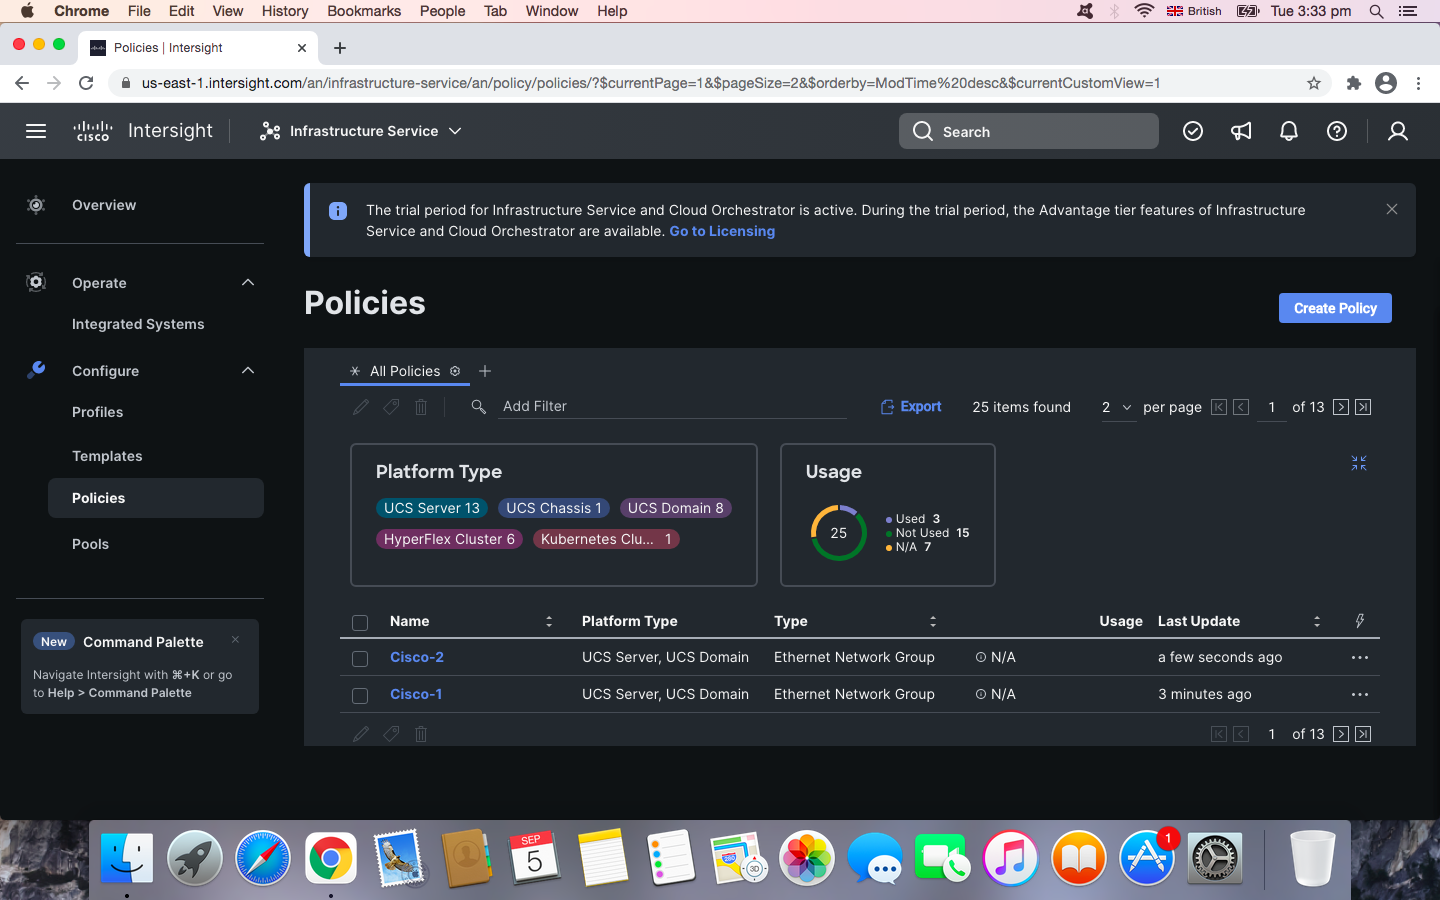 Chrome File Edit View History Bookmarks People Tab Window Help British Tue 3:33 pm
Policies | Intersight
us-east-1.intersight.com/an/infrastructure-service/an/policy/policies/?$currentPage=1&$pageSize=2&$orderby=ModTime%20desc&$currentCustomView=1
cisco Intersight Infrastructure Service Search
Overview
Operate
Integrated Systems
Configure
Profiles
Templates
Policies
Pools
New Command Palette
Navigate Intersight with ⌘+K or go
to Help > Command Palette
The trial period for Infrastructure Service and Cloud Orchestrator is active. During the trial period, the Advantage tier features of Infrastructure
Service and Cloud Orchestrator are available. Go to Licensing
Policies
Create Policy
All Policies
Add Filter Export 25 items found 2 per page 1 of 13
Platform Type
UCS Server 13 UCS Chassis 1 UCS Domain 8
HyperFlex Cluster 6 Kubernetes Clu... 1
Usage
25
Used 3
Not Used 15
N/A 7
Name Platform Type Type Usage Last Update
Cisco-2 UCS Server, UCS Domain Ethernet Network Group N/A a few seconds ago
Cisco-1 UCS Server, UCS Domain Ethernet Network Group N/A 3 minutes ago
1 of 13
SEP
5
280
3D
1